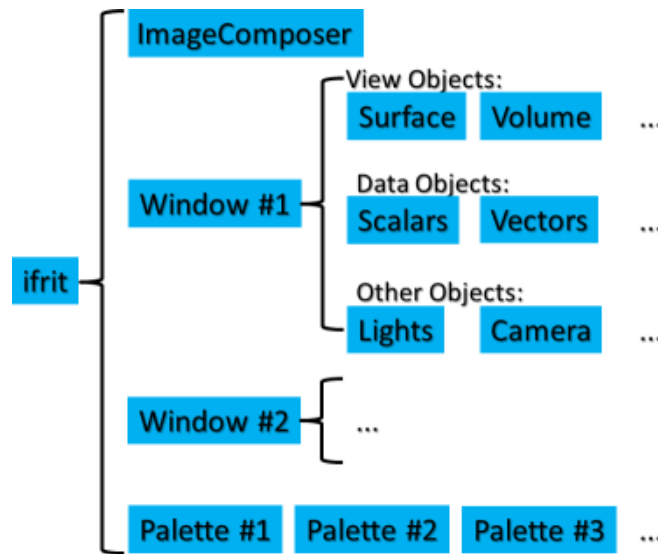 ImageComposer
View Objects:
Surface Volume ...
Window #1
Data Objects:
Scalars Vectors ...
ifrit
Other Objects:
Lights Camera ...
Window #2 ...
Palette #1 Palette #2 Palette #3 ...